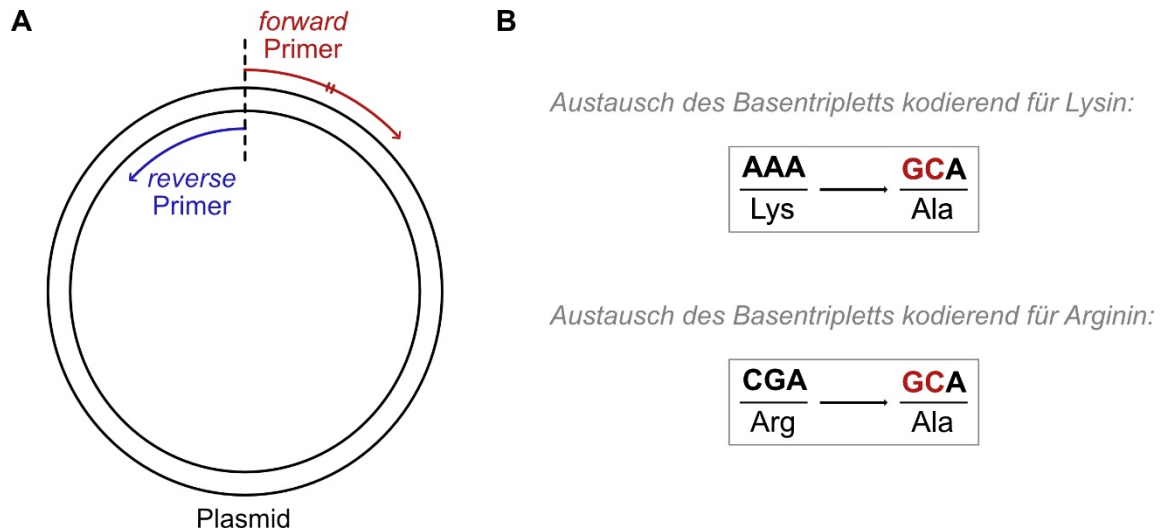 A
forward
Primer
reverse
Primer
Plasmid
B
Austausch des Basentripletts kodierend für Lysin:
AAA GCA
Lys Ala
Austausch des Basentripletts kodierend für Arginin:
CGA GCA
Arg Ala